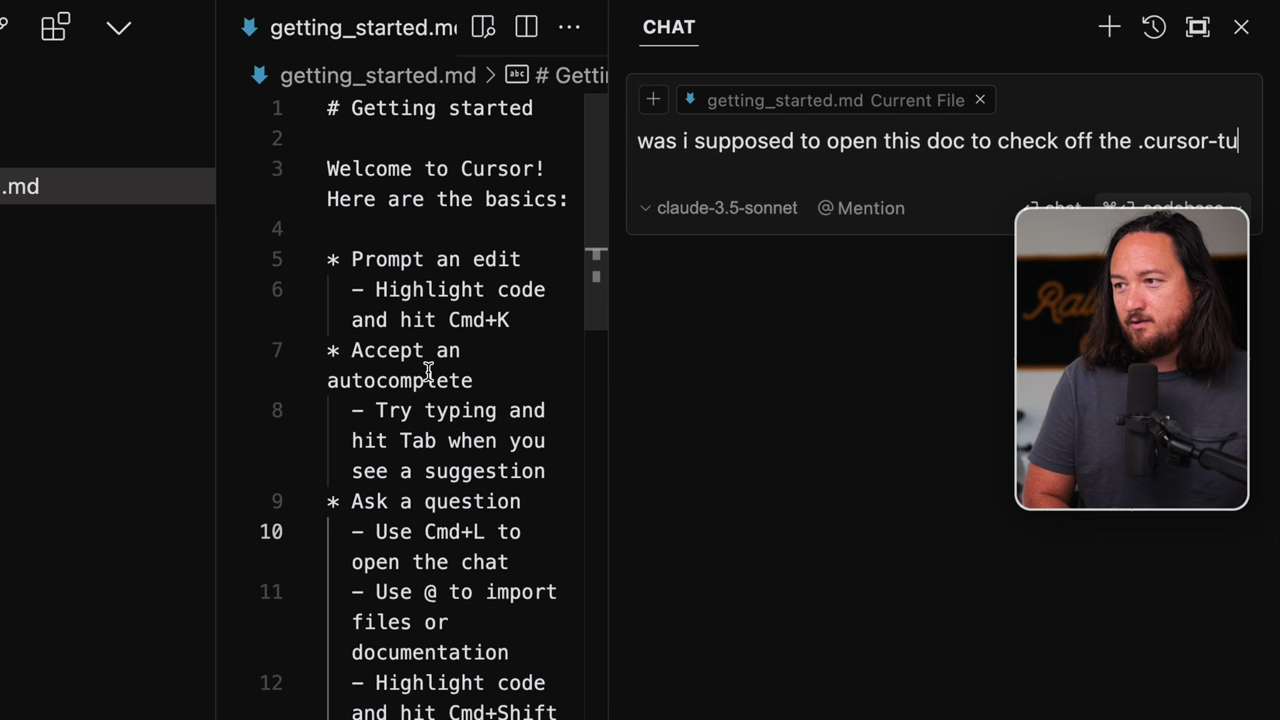 getting_started.m
CHAT
getting_started.md > abc # Getti
getting_started.md Current File
was i supposed to open this doc to check off the .cursor-tu
claude-3.5-sonnet @ Mention
.md
1 # Getting started
2
3 Welcome to Cursor!
Here are the basics:
4
5 * Prompt an edit
6 - Highlight code
and hit Cmd+K
7 * Accept an
autocomplete
8 - Try typing and
hit Tab when you
see a suggestion
9 * Ask a question
10 - Use Cmd+L to
open the chat
11 - Use @ to import
files or
documentation
12 - Highlight code
and hit Cmd+Shift